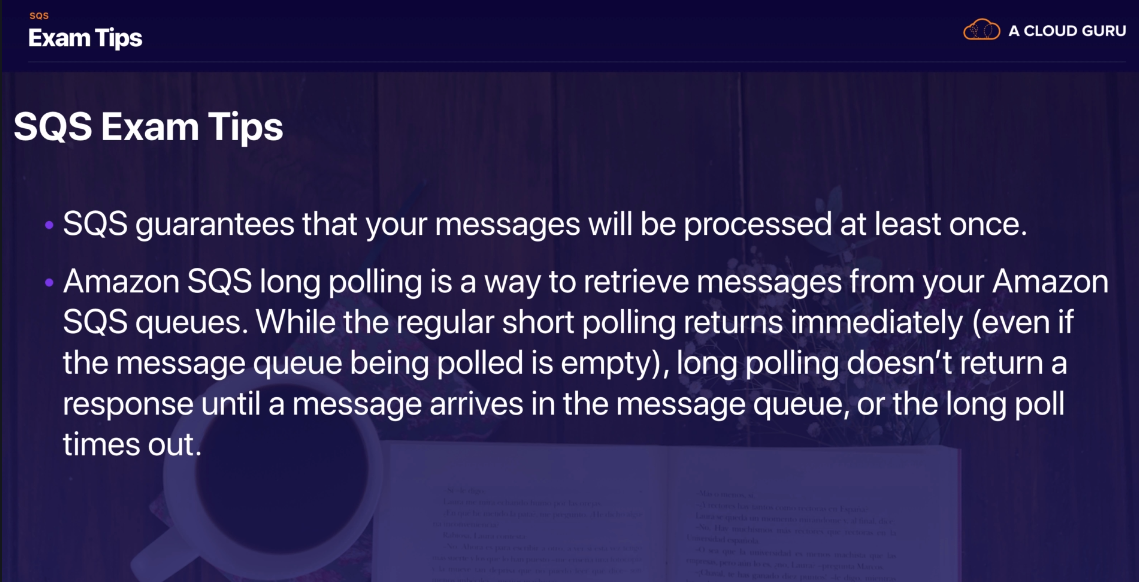 SQS
Exam Tips
A CLOUD GURU
SQS Exam Tips
• SQS guarantees that your messages will be processed at least once.
• Amazon SQS long polling is a way to retrieve messages from your Amazon
SQS queues. While the regular short polling returns immediately (even if
the message queue being polled is empty), long polling doesn’t return a
response until a message arrives in the message queue, or the long poll
times out.